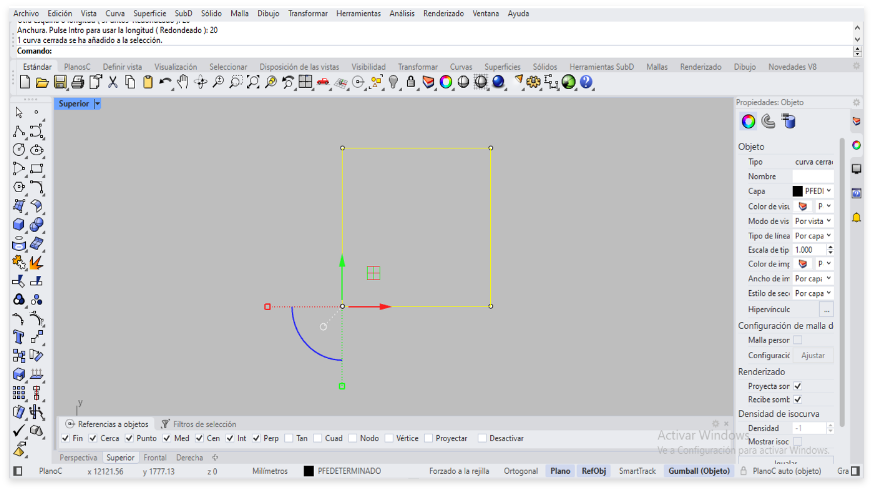 Archivo Edición Vista Curva Superficie SubD Sólido Malla Dibujo Transformar Herramientas Análisis Renderizado Ventana Ayuda
Anchura. Pulse Intro para usar la longitud ( Redondeado ): 20
1 curva cerrada se ha añadido a la selección.
Comando:
Estándar PlanosC Definir vista Visualización Seleccionar Disposición de las vistas Visibilidad Transformar Curvas Superficies Sólidos Herramientas SubD Mallas Renderizado Dibujo Novedades V8
Superior
Propiedades: Objeto
Objeto
Tipo curva cerra
Nombre
Capa PFEDI
Color de visu P
Modo de vis Por vista
Tipo de línea Por capa
Escala de tip 1.000
Color de imp P
Ancho de im Por capa
Estilo de sec Por capa
Hipervínculo ...
Configuración de malla d
Malla person
Configuració Ajustar
Renderizado
Proyecta som
Recibe somb
Densidad de isocurva
Densidad -1
Mostrar isoc
y
Referencias a objetos Filtros de selección
Fin Cerca Punto Med Cen Int Perp Tan Cuad Nodo Vértice Proyectar Desactivar
Activar Windows
Ve a Configuración para activar Windows.
Perspectiva Superior Frontal Derecha
PlanoC x 12121.56 y 1777.13 z 0 Milímetros PFEDETERMINADO Forzado a la rejilla Ortogonal Plano RefObj SmartTrack Gumball (Objeto) PlanoC auto (objeto) Gra